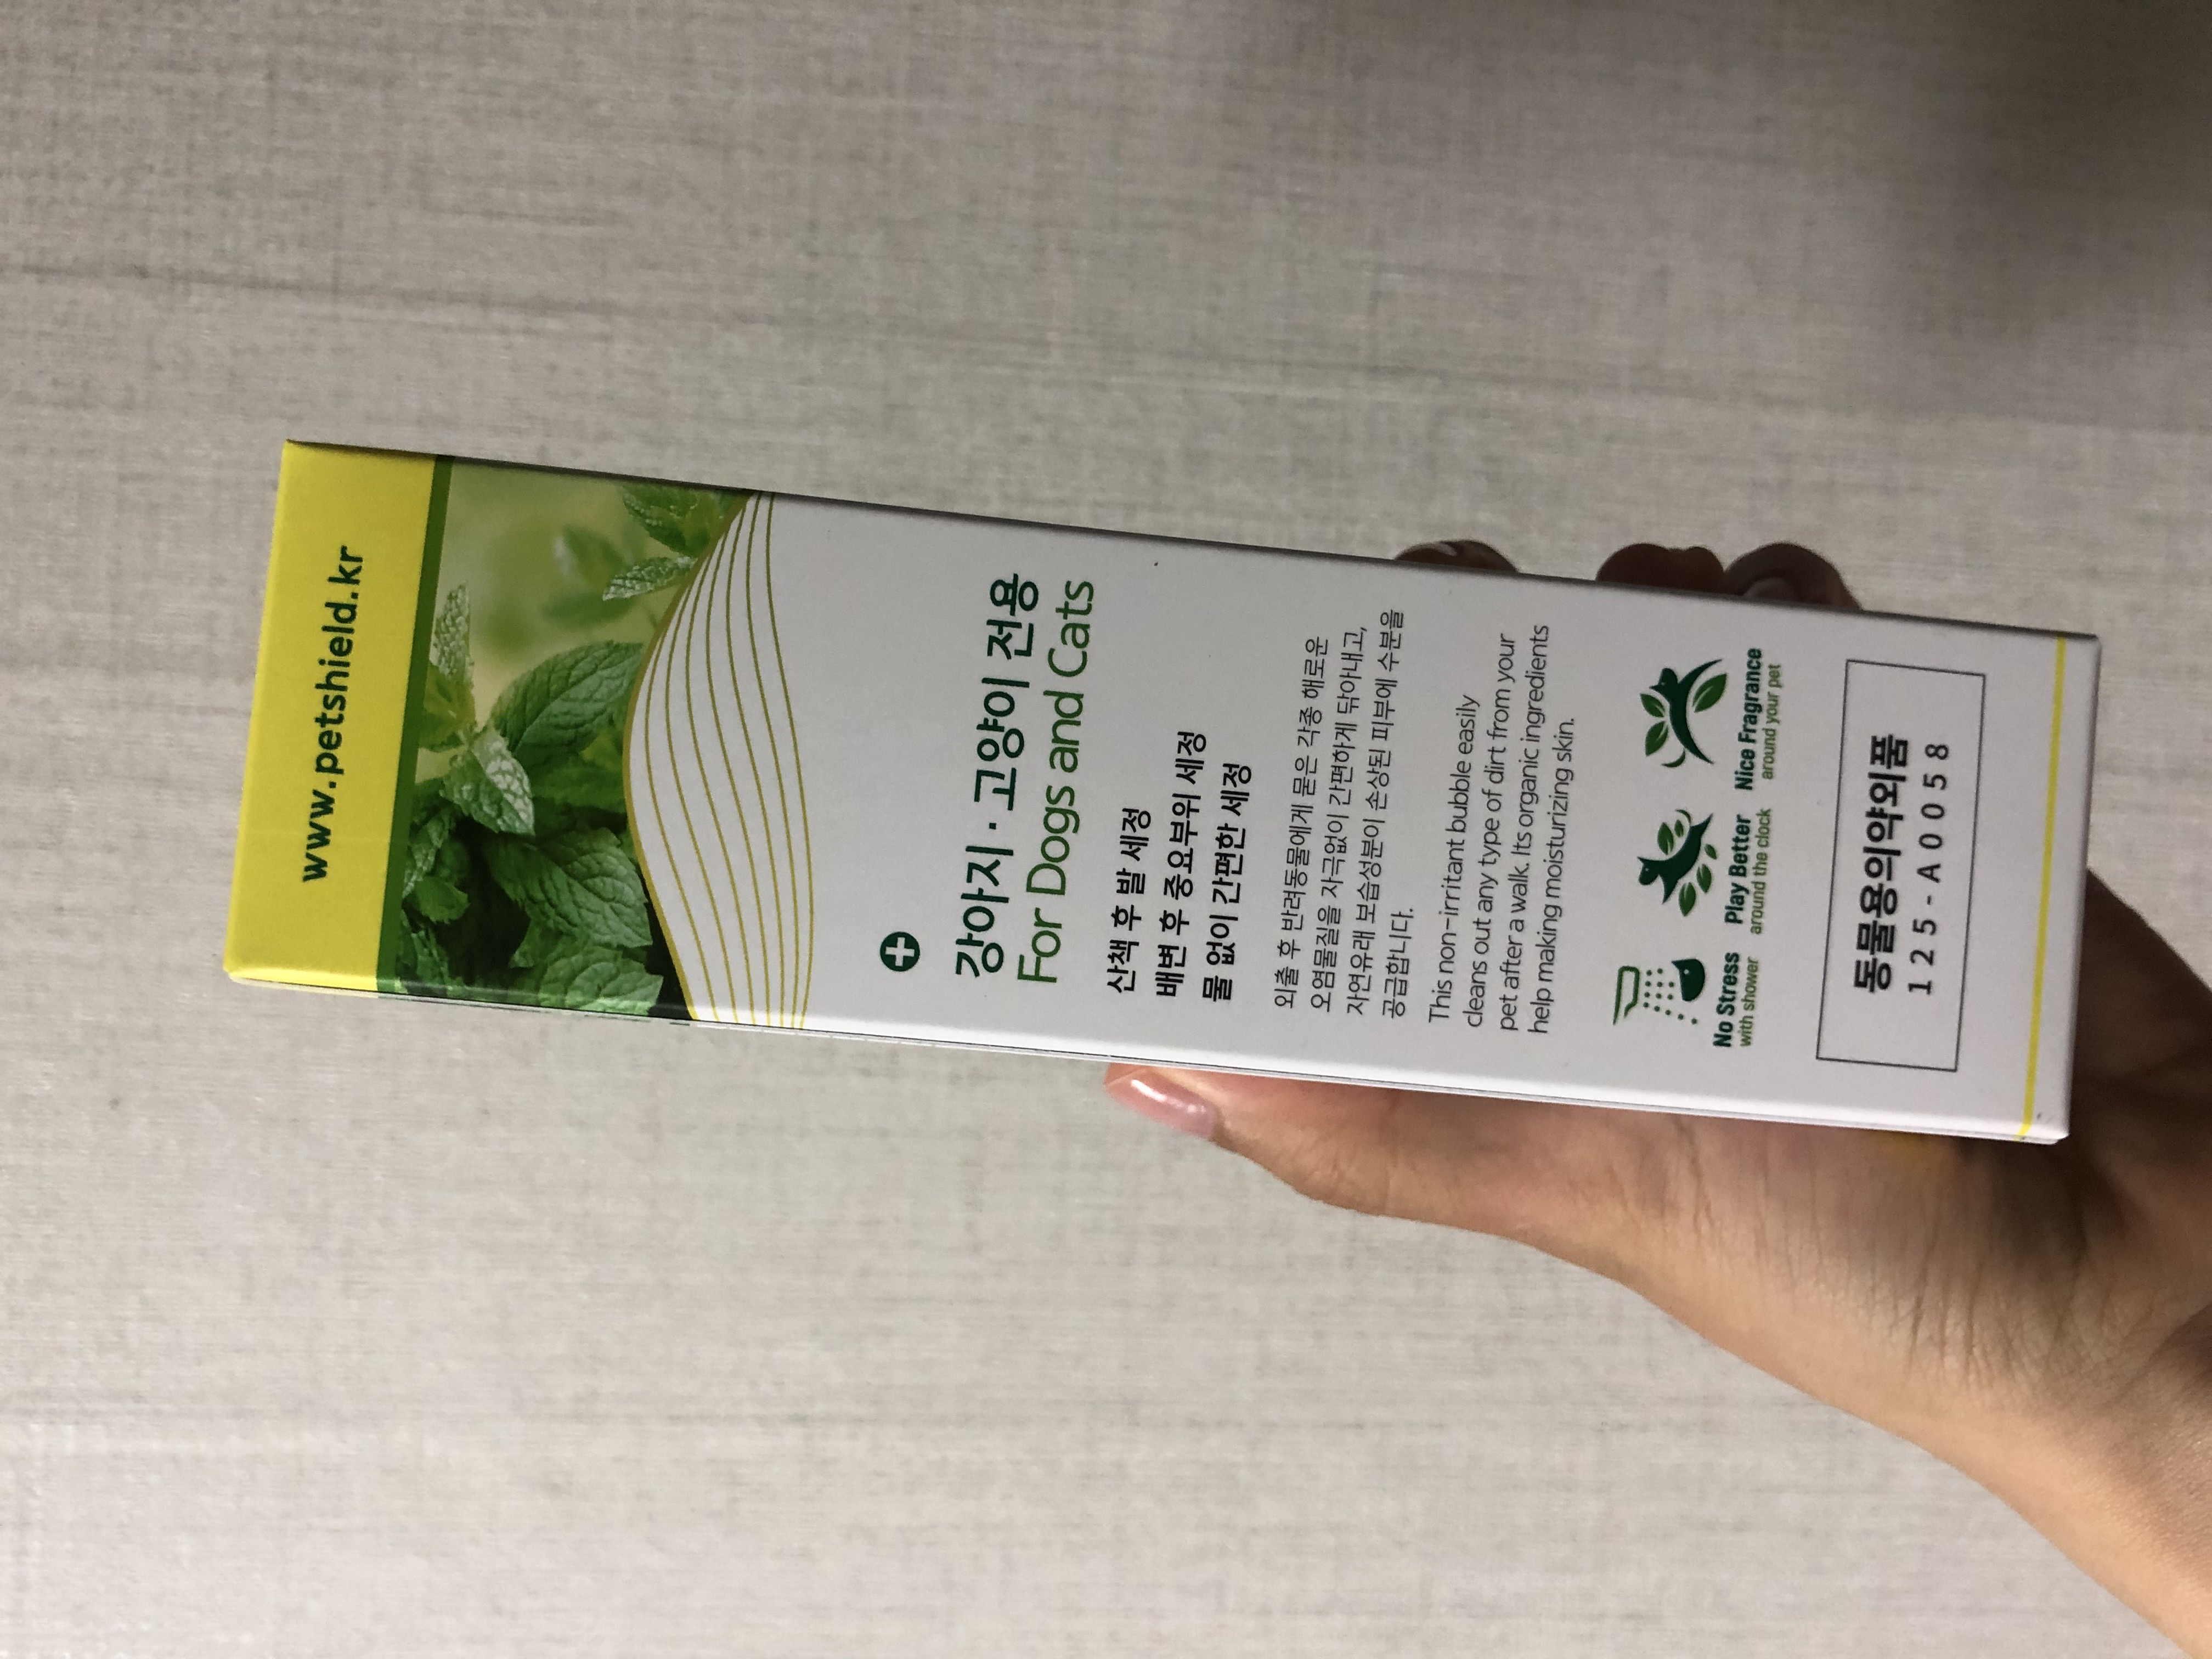 www.petshield.kr
강아지·고양이 전용
For Dogs and Cats
산책 후 발 세정
배변 후 중요부위 세정
물 없이 간편한 세정
외출 후 반려동물에게 묻은 각종 해로운
오염물질을 자극없이 간편하게 닦아내고,
자연유래 보습성분이 손상된 피부에 수분을
공급합니다.
This non-irritant bubble easily
cleans out any type of dirt from your
pet after a walk. Its organic ingredients
help making moisturizing skin.
No Stress
with shower
Play Better
around the clock
Nice Fragrance
around your pet
동물용의약외품
125-A0058